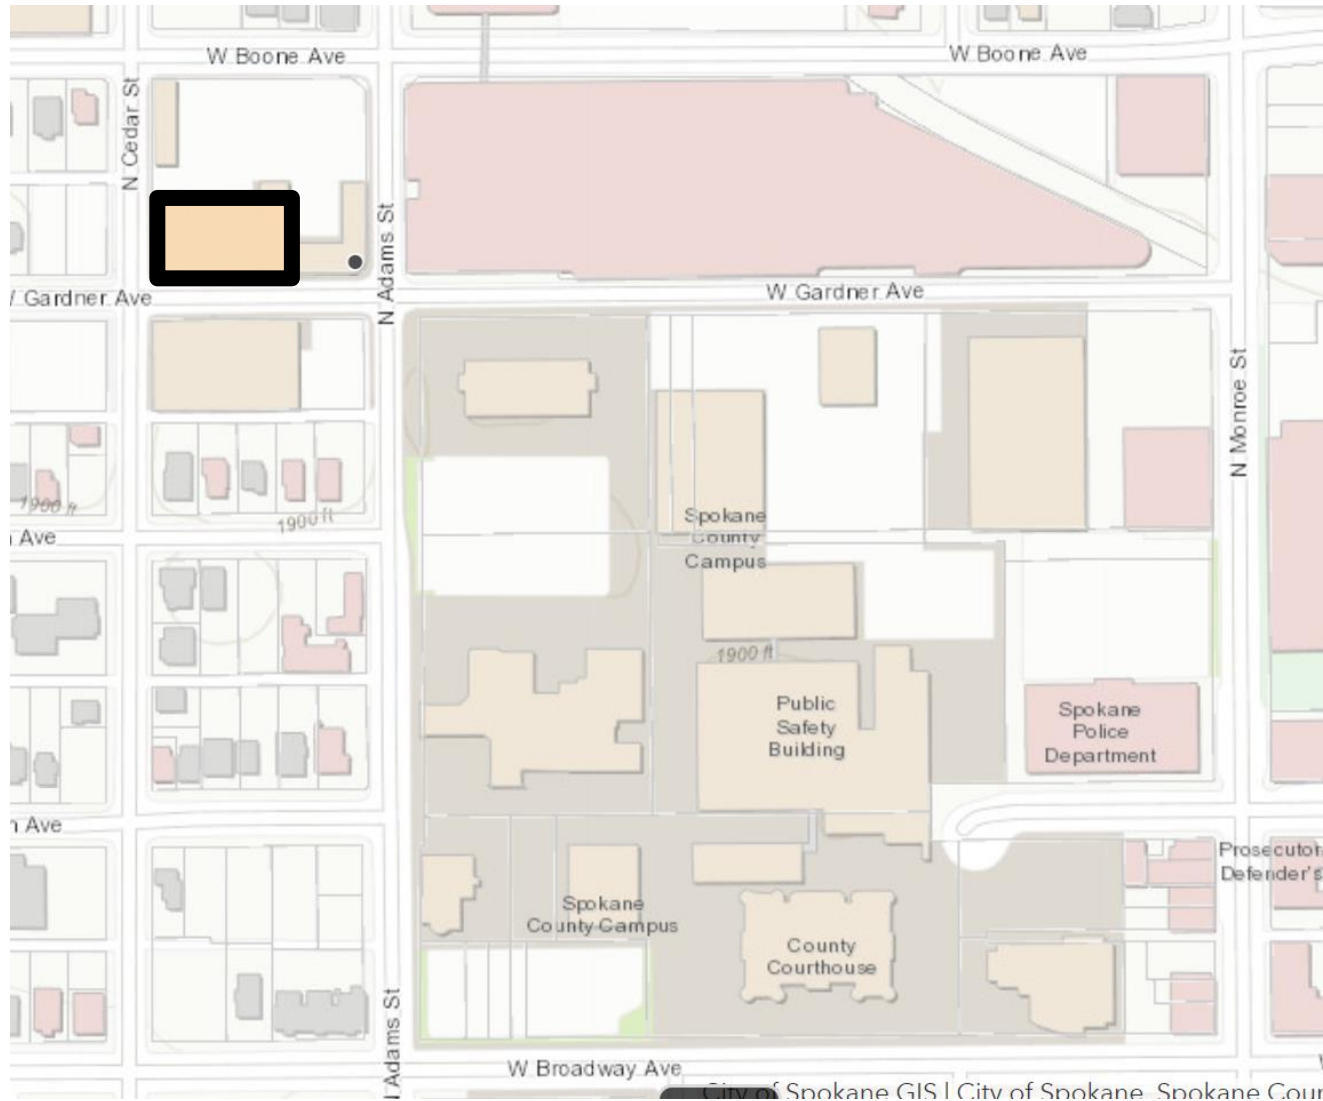 W Boone Ave
W Boone Ave
N Cedar St
N Adams St
W Gardner Ave
Gardner Ave
N Monroe St
1900 ft
1900 ft
Ave
Spokane
County
Campus
1900 ft
Public
Safety
Building
Spokane
Police
Department
Ave
Prosecutor
Defender's
Spokane
County Campus
County
Courthouse
Adams St
W Broadway Ave
City of Spokane GIS | City of Spokane, Spokane Coun